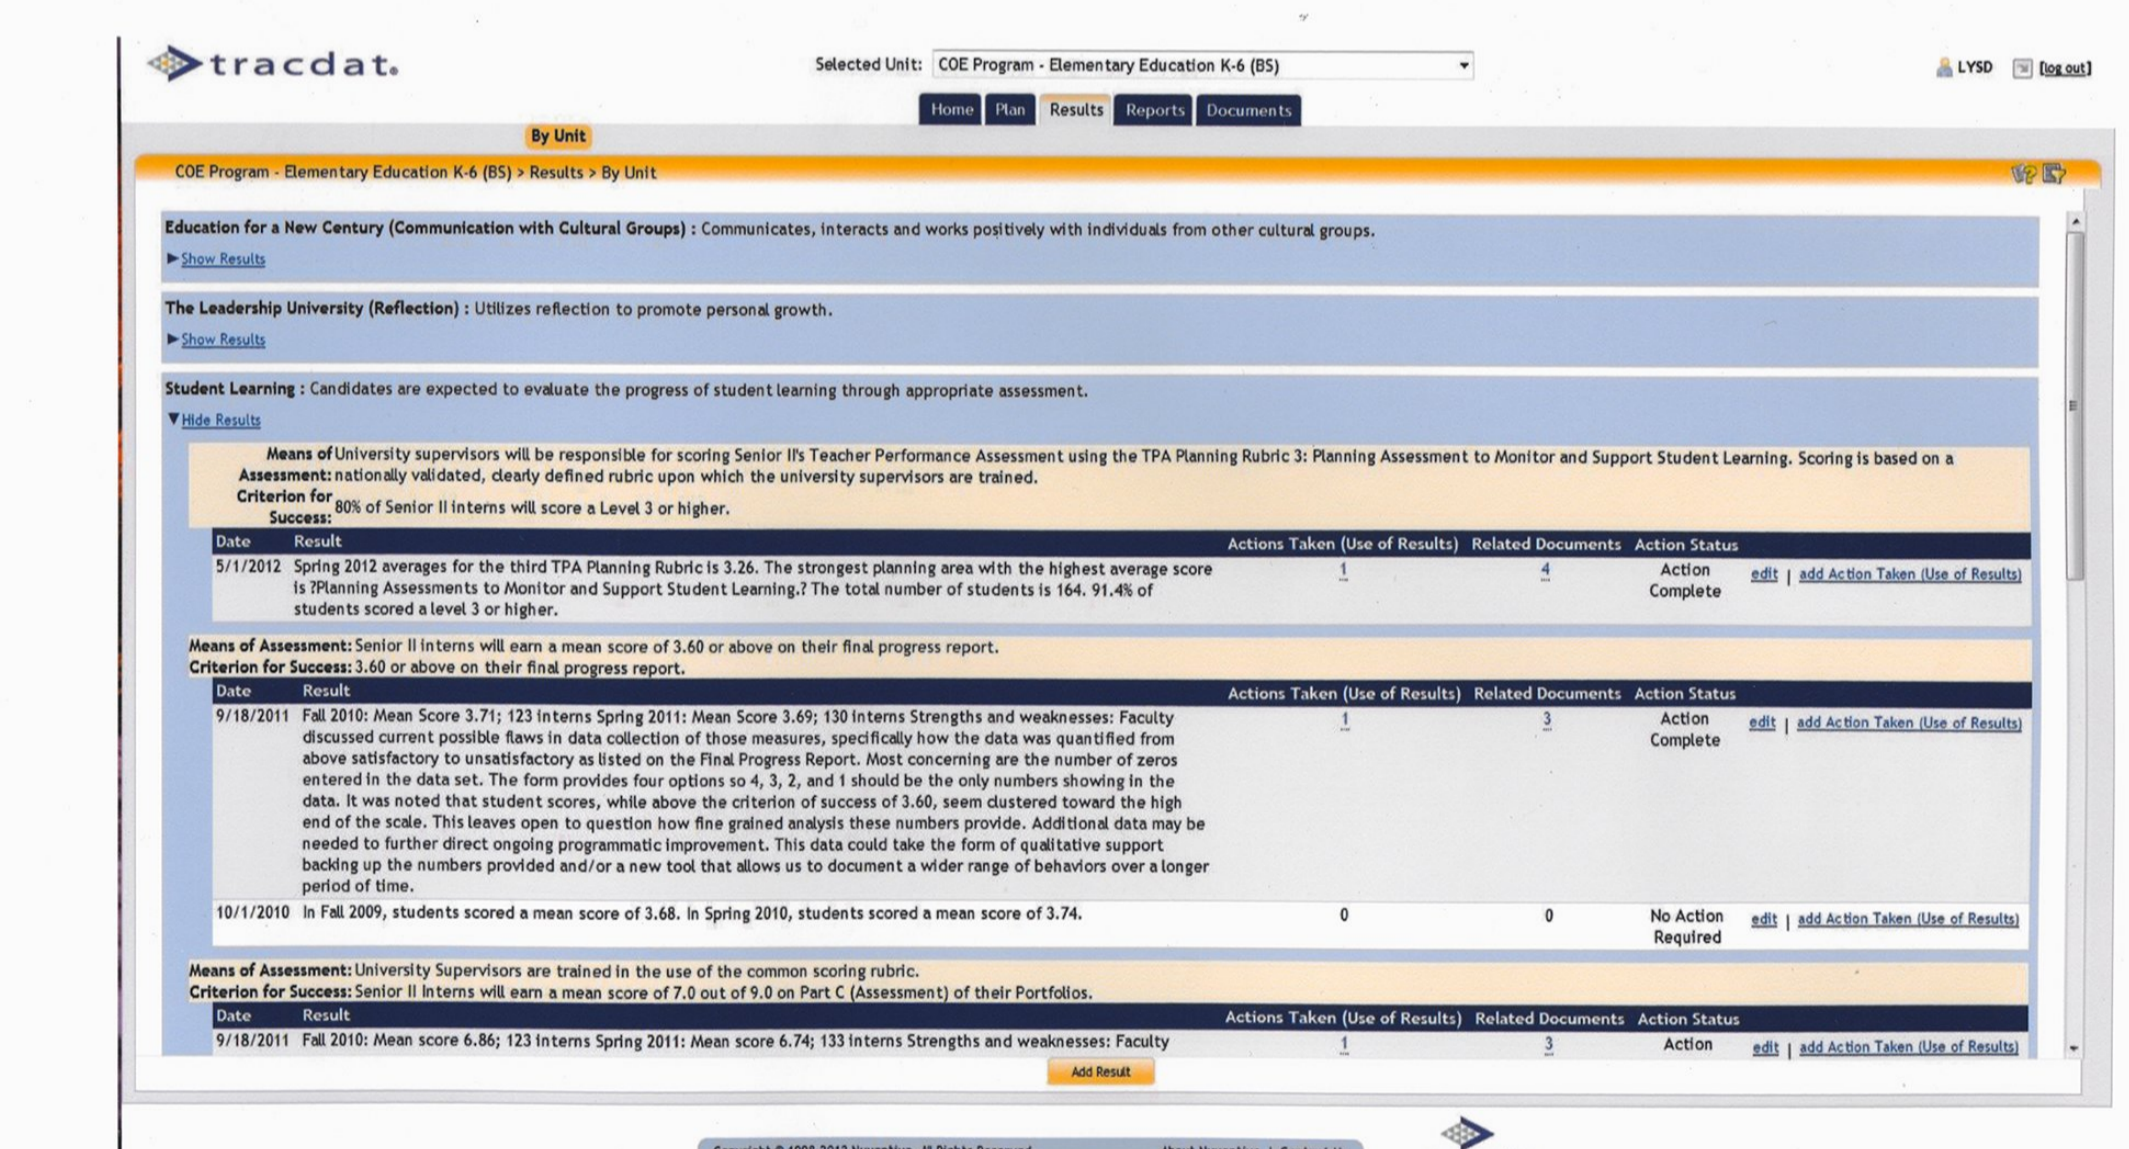 tracdat.
Selected Unit: COE Program - Elementary Education K-6 (BS)
LYSD [log out]
Home Plan Results Reports Documents
By Unit
COE Program - Elementary Education K-6 (BS) > Results > By Unit
Education for a New Century (Communication with Cultural Groups) : Communicates, interacts and works positively with individuals from other cultural groups.
Show Results
The Leadership University (Reflection) : Utilizes reflection to promote personal growth.
Show Results
Student Learning : Candidates are expected to evaluate the progress of student learning through appropriate assessment.
Hide Results
Means of University supervisors will be responsible for scoring Senior II's Teacher Performance Assessment using the TPA Planning Rubric 3: Planning Assessment to Monitor and Support Student Learning. Scoring is based on a
Assessment: nationally validated, clearly defined rubric upon which the university supervisors are trained.
Criterion for
Success: 80% of Senior II interns will score a Level 3 or higher.
Date Result Actions Taken (Use of Results) Related Documents Action Status
5/1/2012 Spring 2012 averages for the third TPA Planning Rubric is 3.26. The strongest planning area with the highest average score 1 4 Action edit | add Action Taken (Use of Results)
is ?Planning Assessments to Monitor and Support Student Learning.? The total number of students is 164. 91.4% of Complete
students scored a level 3 or higher.
Means of Assessment: Senior II interns will earn a mean score of 3.60 or above on their final progress report.
Criterion for Success: 3.60 or above on their final progress report.
Date Result Actions Taken (Use of Results) Related Documents Action Status
9/18/2011 Fall 2010: Mean Score 3.71; 123 interns Spring 2011: Mean Score 3.69; 130 interns Strengths and weaknesses: Faculty 1 3 Action edit | add Action Taken (Use of Results)
discussed current possible flaws in data collection of those measures, specifically how the data was quantified from Complete
above satisfactory to unsatisfactory as listed on the Final Progress Report. Most concerning are the number of zeros
entered in the data set. The form provides four options so 4, 3, 2, and 1 should be the only numbers showing in the
data. It was noted that student scores, while above the criterion of success of 3.60, seem clustered toward the high
end of the scale. This leaves open to question how fine grained analysis these numbers provide. Additional data may be
needed to further direct ongoing programmatic improvement. This data could take the form of qualitative support
backing up the numbers provided and/or a new tool that allows us to document a wider range of behaviors over a longer
period of time.
10/1/2010 In Fall 2009, students scored a mean score of 3.68. In Spring 2010, students scored a mean score of 3.74. 0 0 No Action edit | add Action Taken (Use of Results)
Required
Means of Assessment: University Supervisors are trained in the use of the common scoring rubric.
Criterion for Success: Senior II Interns will earn a mean score of 7.0 out of 9.0 on Part C (Assessment) of their Portfolios.
Date Result Actions Taken (Use of Results) Related Documents Action Status
9/18/2011 Fall 2010: Mean score 6.86; 123 interns Spring 2011: Mean score 6.74; 133 interns Strengths and weaknesses: Faculty 1 3 Action edit | add Action Taken (Use of Results)
Add Result